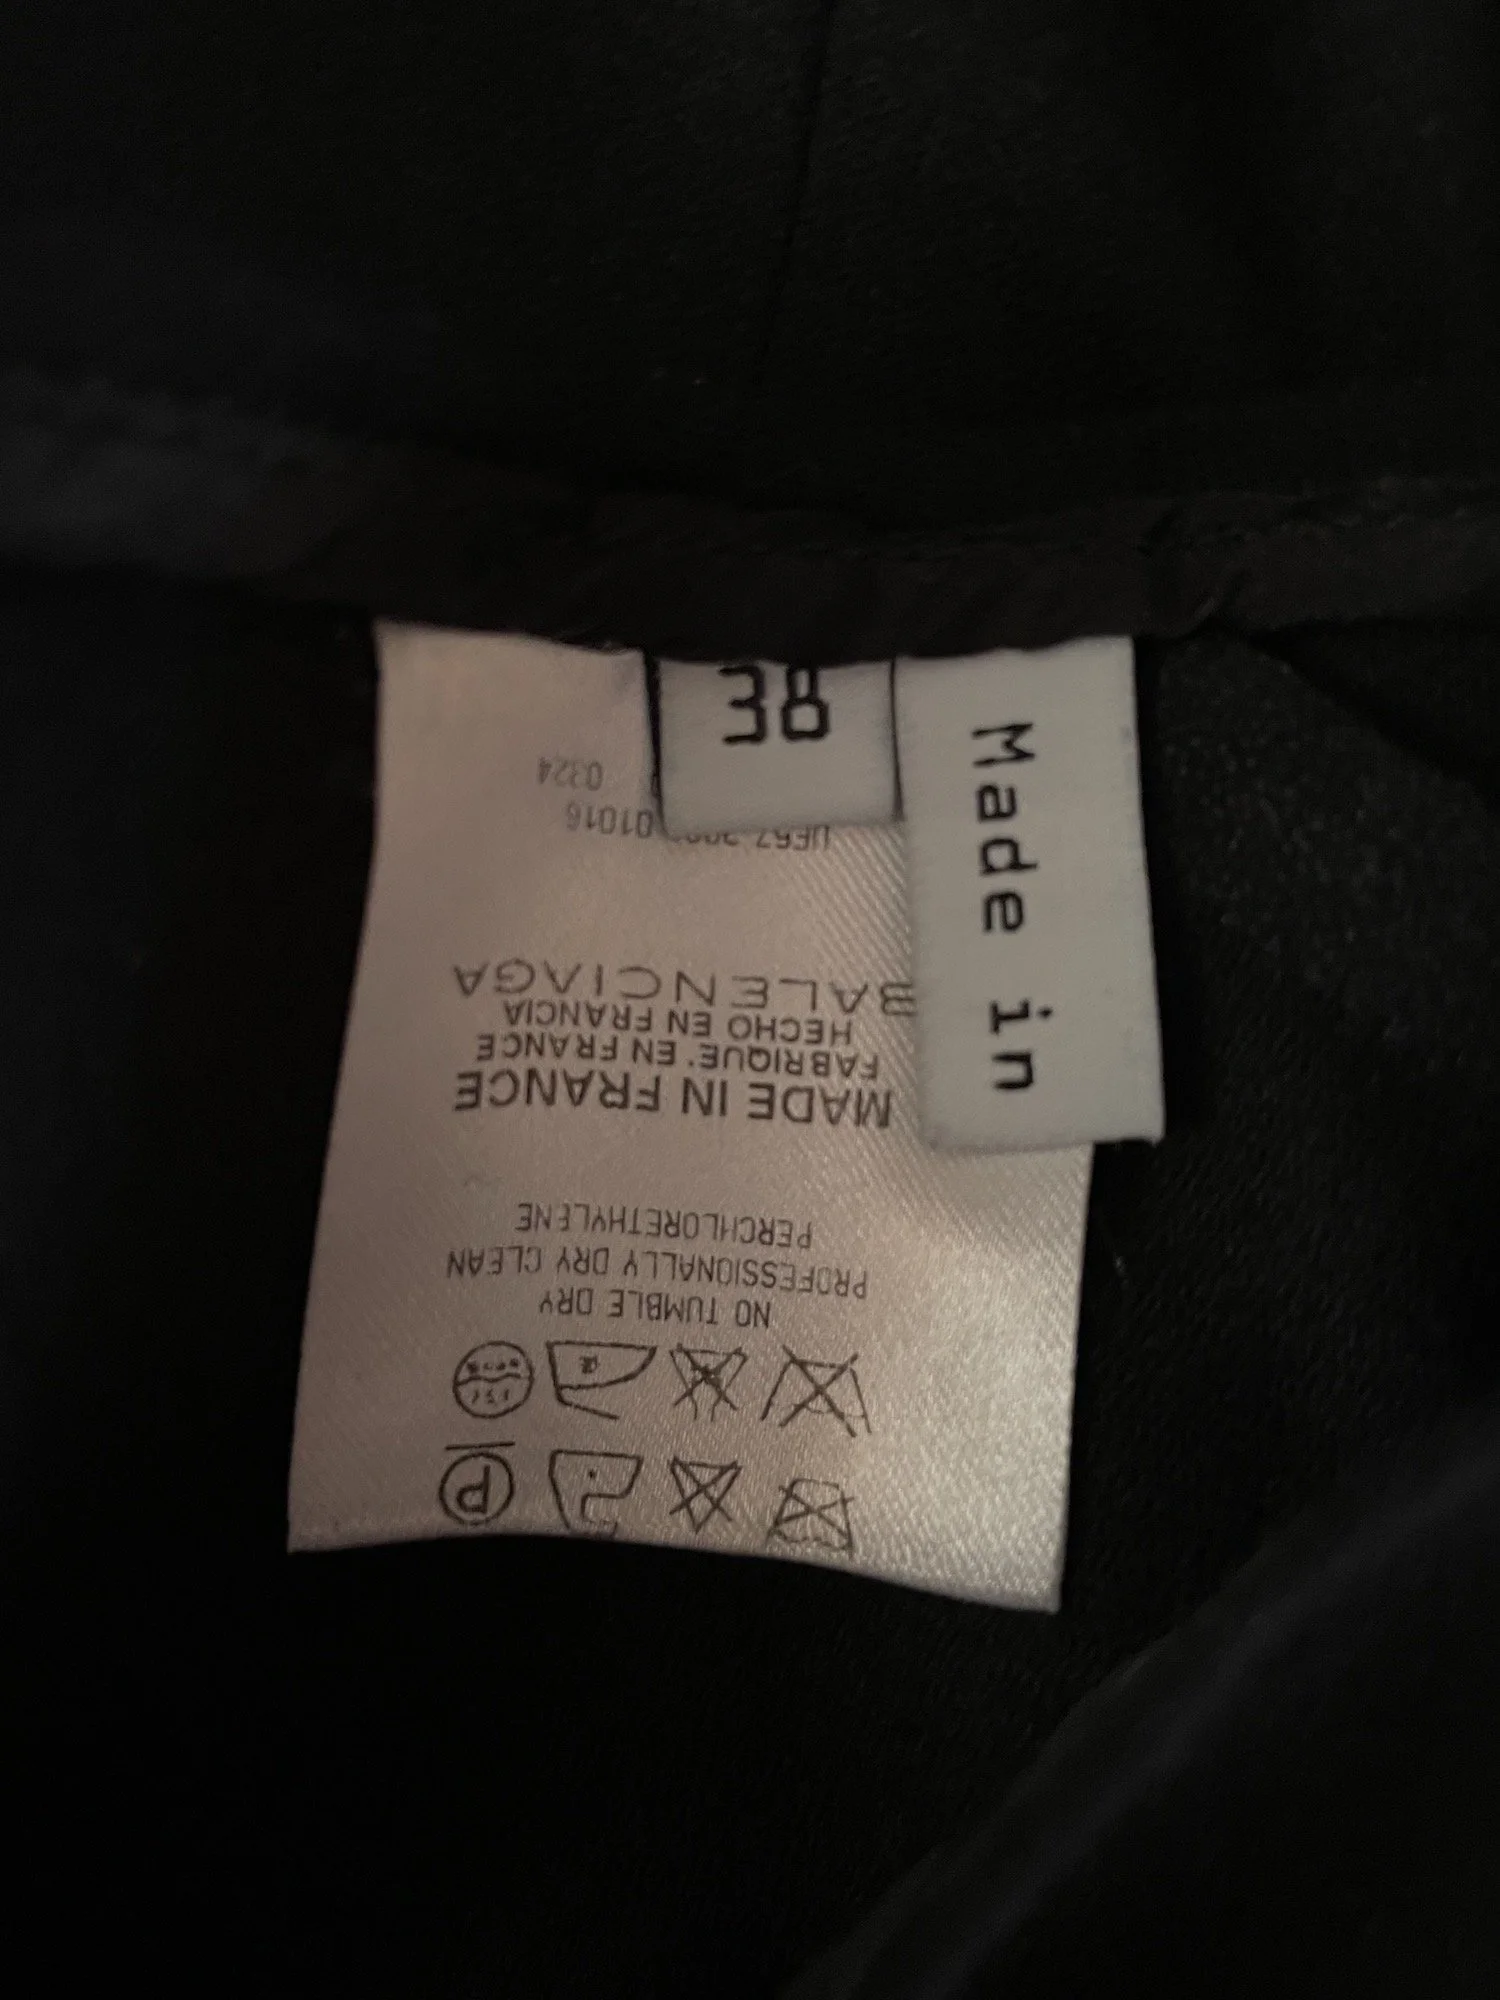 38
Made in
NO TUMBLE DRY
PROFESSIONALLY DRY CLEAN
PERCHLORETHYLENE
MADE IN FRANCE
FABRIQUE' EN FRANCE
HECHO EN FRANCIA
BALENCIAGA
UF67 01016
0324
P